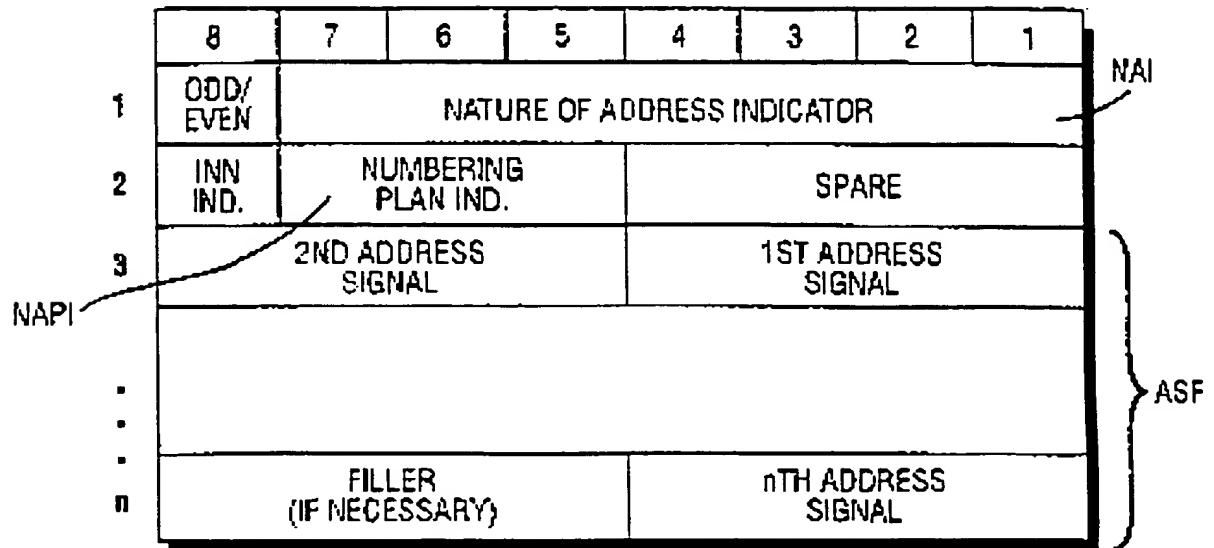 8 7 6 5 4 3 2 1
NAI
1 ODD/
EVEN
NATURE OF ADDRESS INDICATOR
2 INN
IND.
NUMBERING
PLAN IND.
SPARE
3 2ND ADDRESS
SIGNAL
1ST ADDRESS
SIGNAL
NAPI
ASF
n FILLER
(IF NECESSARY)
nTH ADDRESS
SIGNAL